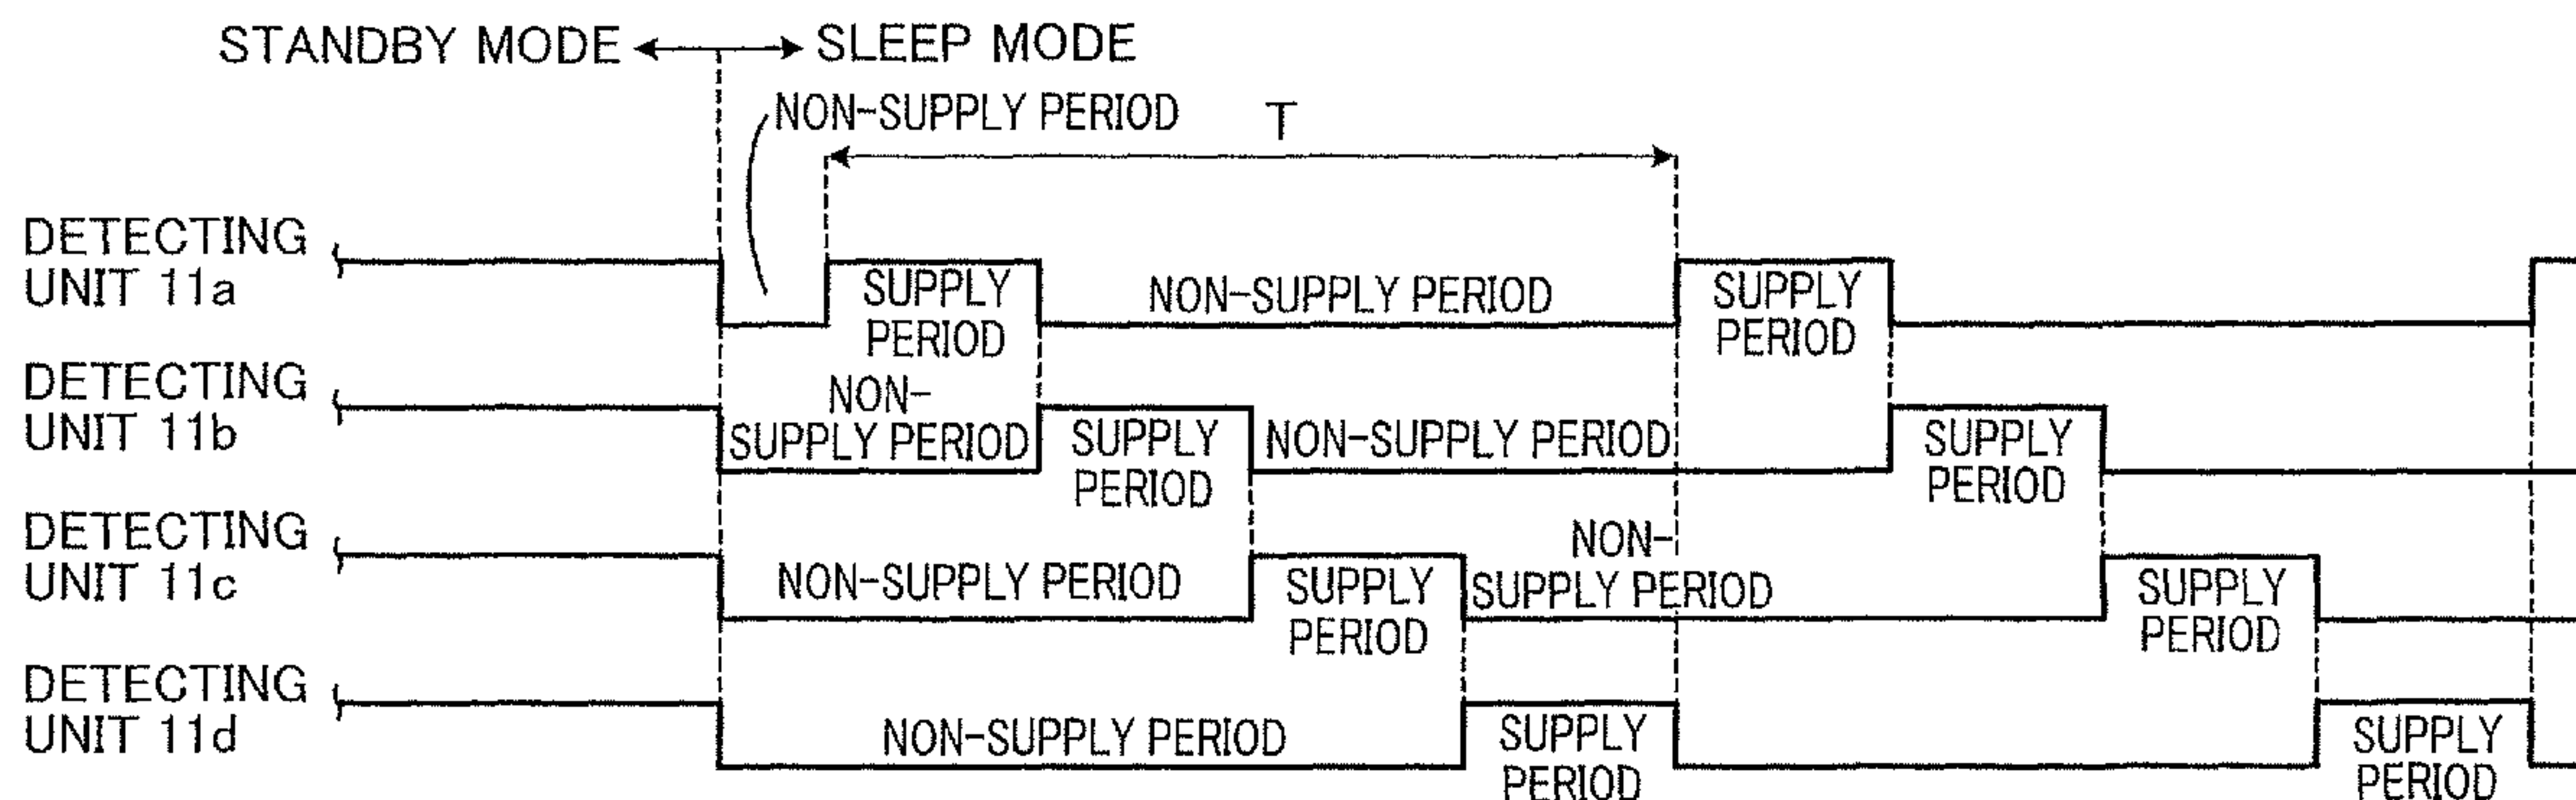 STANDBY MODE
SLEEP MODE
NON-SUPPLY PERIOD
T
DETECTING
UNIT 11a
SUPPLY
PERIOD
NON-SUPPLY PERIOD
SUPPLY
PERIOD
DETECTING
UNIT 11b
NON-
SUPPLY PERIOD
SUPPLY
PERIOD
NON-SUPPLY PERIOD
SUPPLY
PERIOD
DETECTING
UNIT 11c
NON-SUPPLY PERIOD
SUPPLY
PERIOD
NON-
SUPPLY PERIOD
SUPPLY
PERIOD
DETECTING
UNIT 11d
NON-SUPPLY PERIOD
SUPPLY
PERIOD
SUPPLY
PERIOD